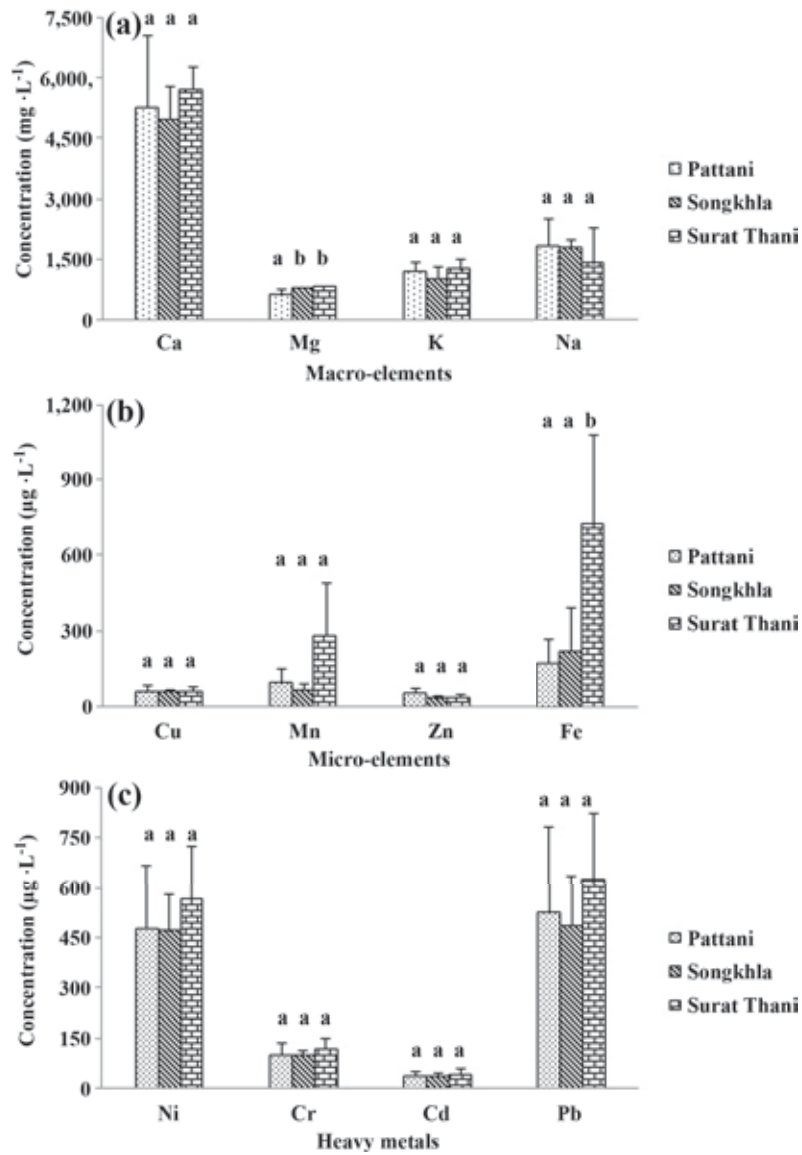 (a)
a a a
a b b
a a a
a a a
7,500
6,000,
4,500
3,000
1,500
0
Concentration (mg ·L-1)
Ca Mg K Na
Macro-elements
Pattani
Songkhla
Surat Thani
(b)
a a a
a a a
a a a
a a b
1,200
900
600
300
0
Concentration (µg ·L-1)
Cu Mn Zn Fe
Micro-elements
Pattani
Songkhla
Surat Thani
(c)
a a a
a a a
a a a
a a a
900
750
600
450
300
150
0
Concentration (µg ·L-1)
Ni Cr Cd Pb
Heavy metals
Pattani
Songkhla
Surat Thani